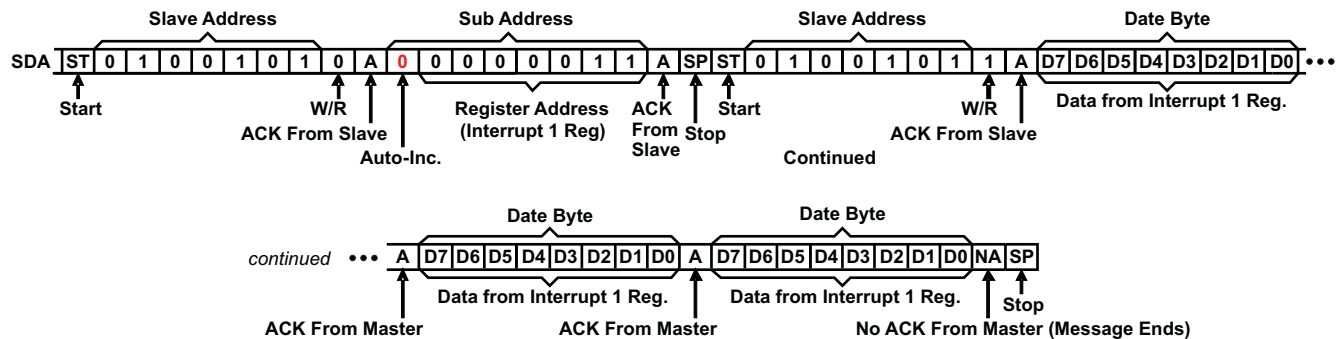 Slave Address Sub Address Slave Address Date Byte
SDA ST 0 1 0 0 1 0 1 0 A 0 0 0 0 0 0 1 1 A SP ST 0 1 0 0 1 0 1 1 A D7 D6 D5 D4 D3 D2 D1 D0 •••
Start W/R Register Address ACK Start W/R Data from Interrupt 1 Reg.
ACK From Slave (Interrupt 1 Reg) From Stop ACK From Slave
Auto-Inc. Slave Continued
Date Byte Date Byte
continued ••• A D7 D6 D5 D4 D3 D2 D1 D0 A D7 D6 D5 D4 D3 D2 D1 D0 NA SP
Data from Interrupt 1 Reg. Data from Interrupt 1 Reg. Stop
ACK From Master ACK From Master No ACK From Master (Message Ends)